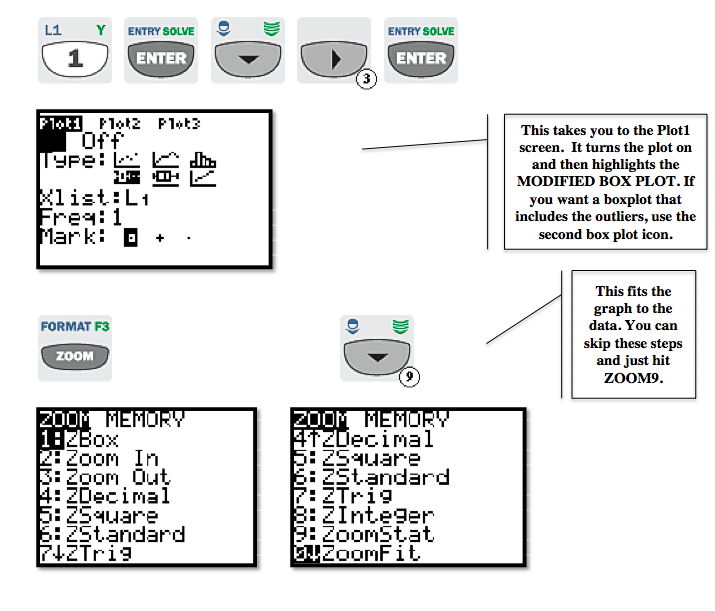 L1 Y ENTRY SOLVE ENTRY SOLVE
1 ENTER ENTER
3
Plot1 Plot2 Plot3
Off
Type:
Xlist:L1
Freq:1
Mark: + ·
This takes you to the Plot1
screen. It turns the plot on
and then highlights the
MODIFIED BOX PLOT. If
you want a boxplot that
includes the outliers, use the
second box plot icon.
This fits the
graph to the
data. You can
skip these steps
and just hit
ZOOM9.
FORMAT F3
ZOOM
9
ZOOM MEMORY
1:ZBox
2:Zoom In
3:Zoom Out
4:ZDecimal
5:ZSquare
6:ZStandard
7↓ZTrig
ZOOM MEMORY
4↑ZDecimal
5:ZSquare
6:ZStandard
7:ZTrig
8:ZInteger
9:ZoomStat
0↓ZoomFit